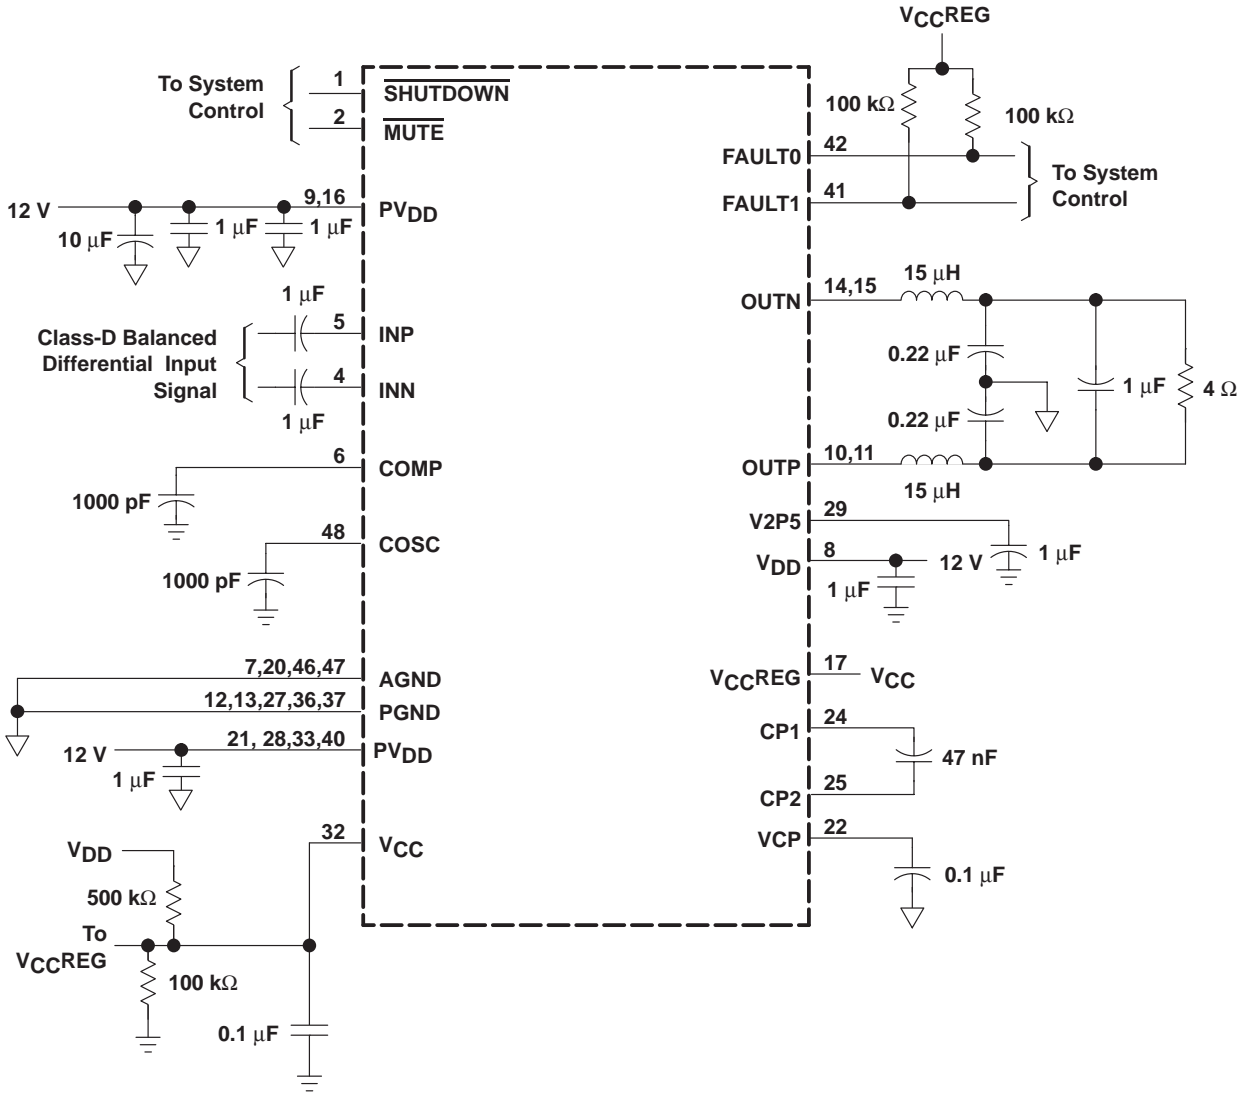 VCCREG
To System
Control
1
SHUTDOWN
2
MUTE
100 kΩ
100 kΩ
FAULT0
42
FAULT1
41
To System
Control
12 V
9,16
PVDD
10 μF
1 μF
1 μF
Class-D Balanced
Differential Input
Signal
1 μF
5
INP
4
INN
1 μF
OUTN
14,15
15 μH
0.22 μF
0.22 μF
1 μF
4 Ω
OUTP
10,11
15 μH
6
COMP
1000 pF
48
COSC
1000 pF
V2P5
29
1 μF
VDD
8
12 V
1 μF
7,20,46,47
AGND
12,13,27,36,37
PGND
12 V
21, 28,33,40
PVDD
1 μF
VCCREG
17
VCC
CP1
24
47 nF
CP2
25
VCP
22
0.1 μF
32
VCC
VDD
500 kΩ
To
VCCREG
100 kΩ
0.1 μF